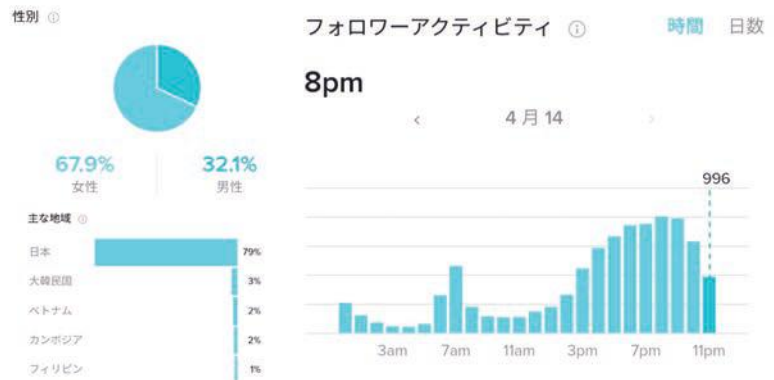 性別 ⓘ
67.9%
女性
32.1%
男性
主な地域 ⓘ
日本 79%
大韓民国 3%
ベトナム 2%
カンボジア 2%
フィリピン 1%
フォロワーアクティビティ ⓘ
時間 日数
8pm
‹ 4 月 14 ›
996
3am 7am 11am 3pm 7pm 11pm